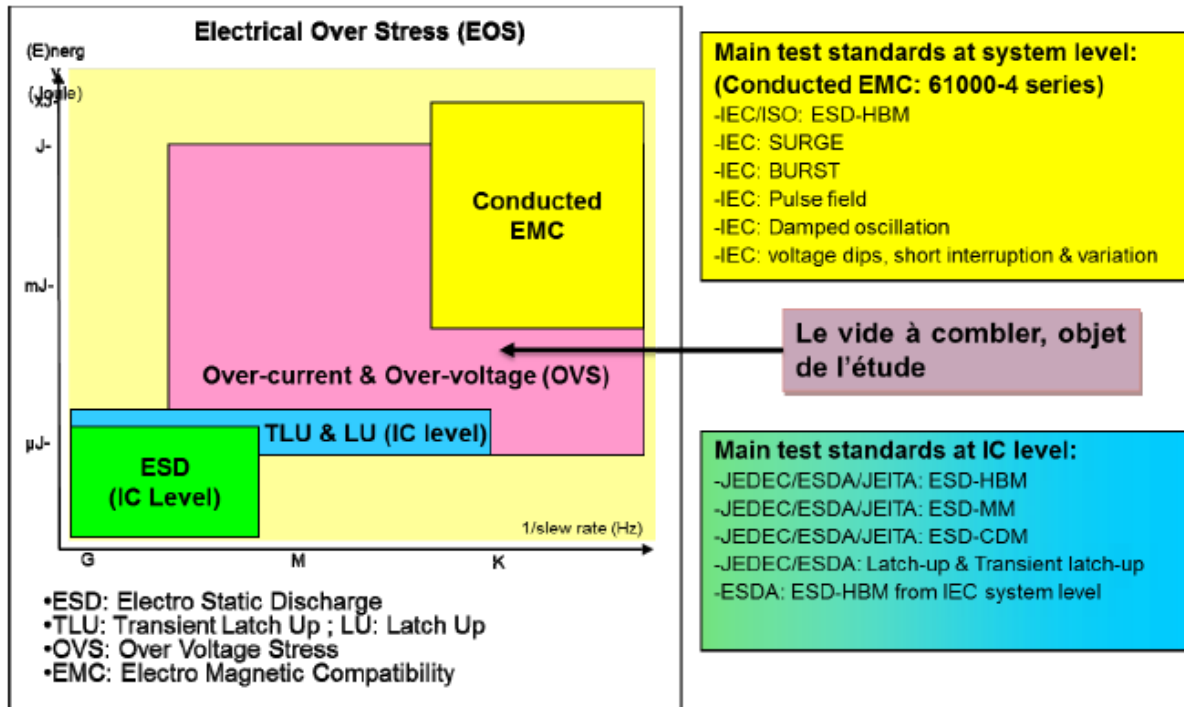 Electrical Over Stress (EOS)
(E)nerg
y
(Joule)
xJ-
J-
mJ-
µJ-
Conducted
EMC
Over-current & Over-voltage (OVS)
TLU & LU (IC level)
ESD
(IC Level)
1/slew rate (Hz)
G M K
•ESD: Electro Static Discharge
•TLU: Transient Latch Up ; LU: Latch Up
•OVS: Over Voltage Stress
•EMC: Electro Magnetic Compatibility
Main test standards at system level:
(Conducted EMC: 61000-4 series)
-IEC/ISO: ESD-HBM
-IEC: SURGE
-IEC: BURST
-IEC: Pulse field
-IEC: Damped oscillation
-IEC: voltage dips, short interruption & variation
Le vide à combler, objet
de l'étude
Main test standards at IC level:
-JEDEC/ESDA/JEITA: ESD-HBM
-JEDEC/ESDA/JEITA: ESD-MM
-JEDEC/ESDA/JEITA: ESD-CDM
-JEDEC/ESDA: Latch-up & Transient latch-up
-ESDA: ESD-HBM from IEC system level